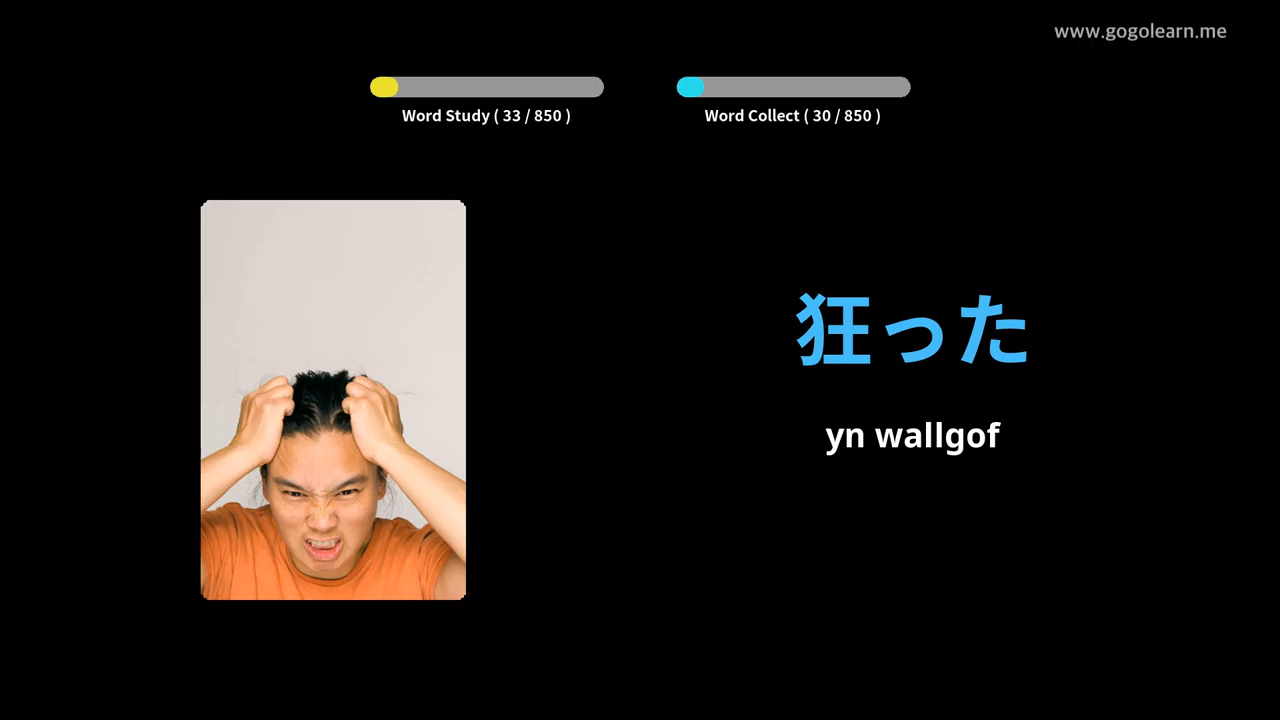 www.gogolearn.me
Word Study ( 33 / 850 )
Word Collect ( 30 / 850 )
狂った
yn wallgof